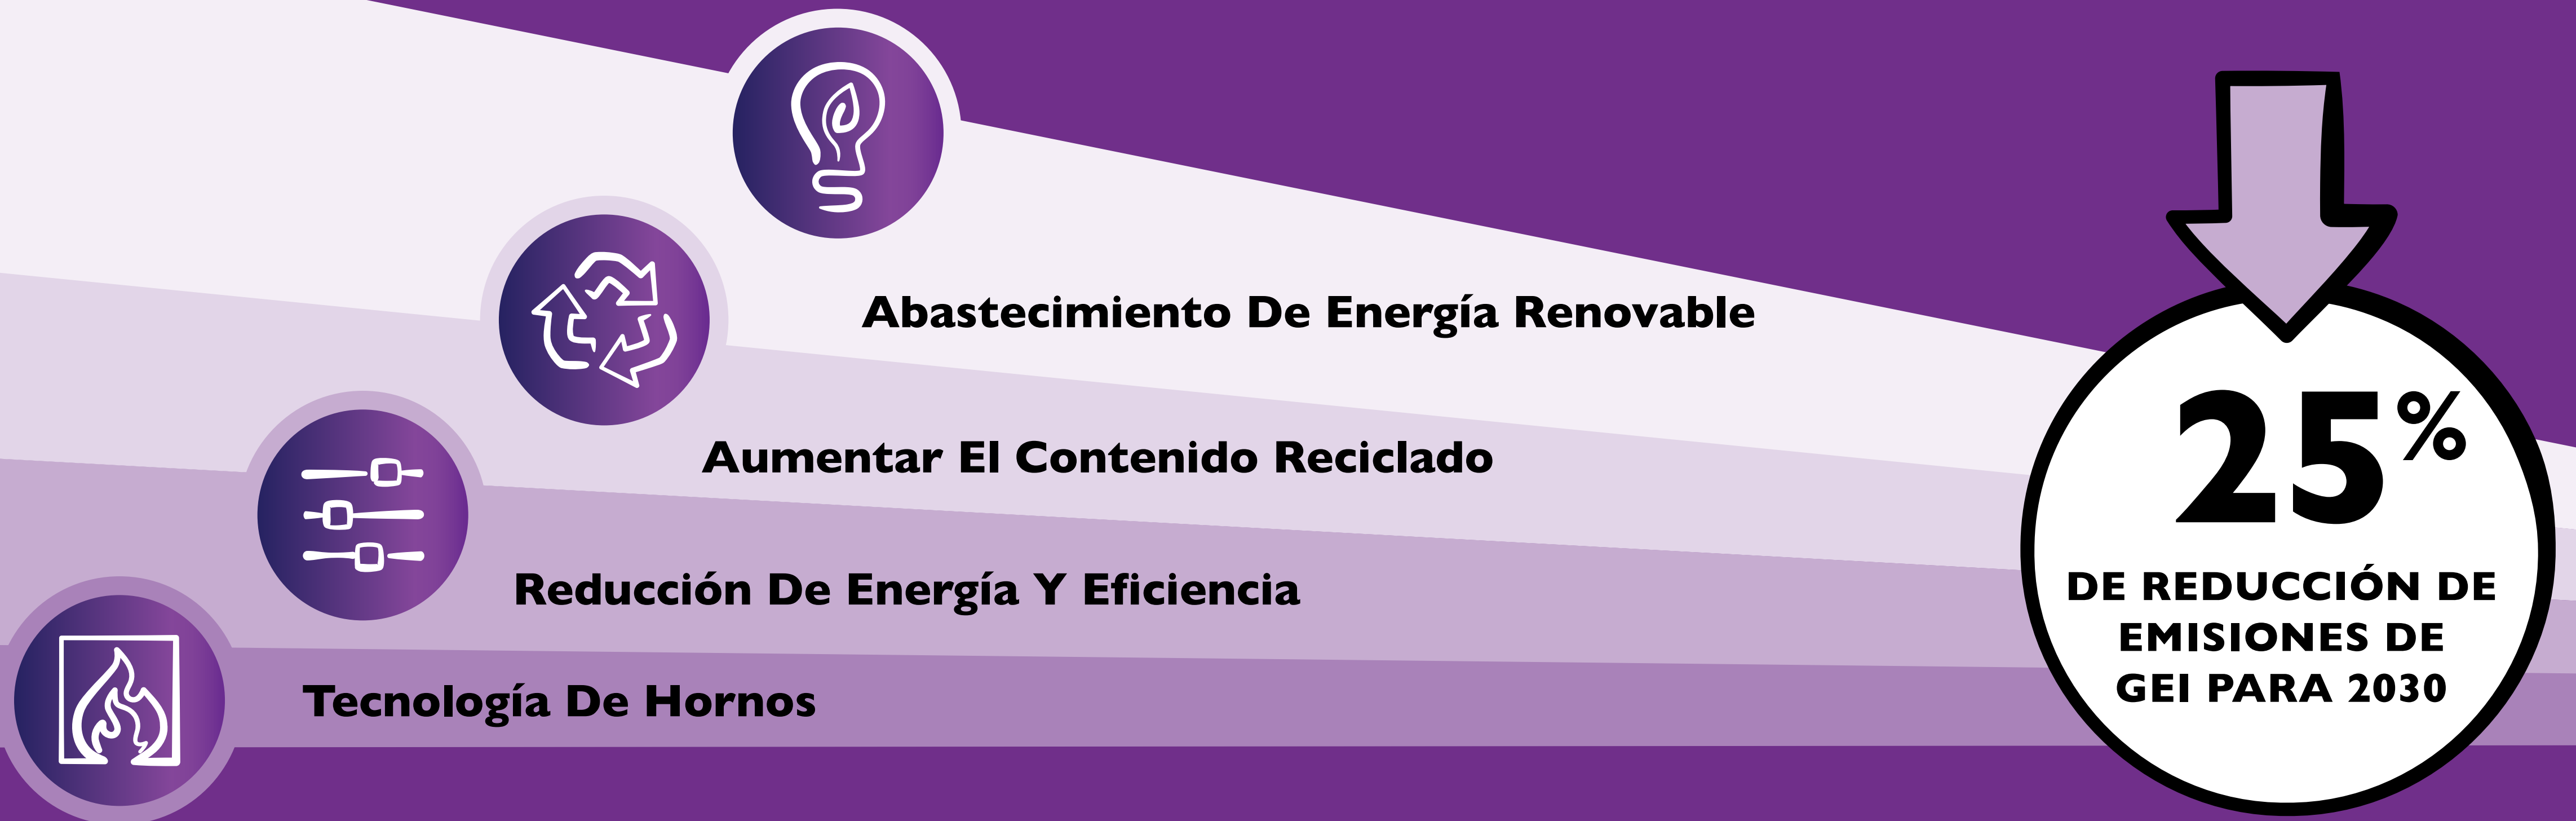 Abastecimiento De Energía Renovable
Aumentar El Contenido Reciclado
Reducción De Energía Y Eficiencia
Tecnología De Hornos
25%
DE REDUCCIÓN DE
EMISIONES DE
GEI PARA 2030